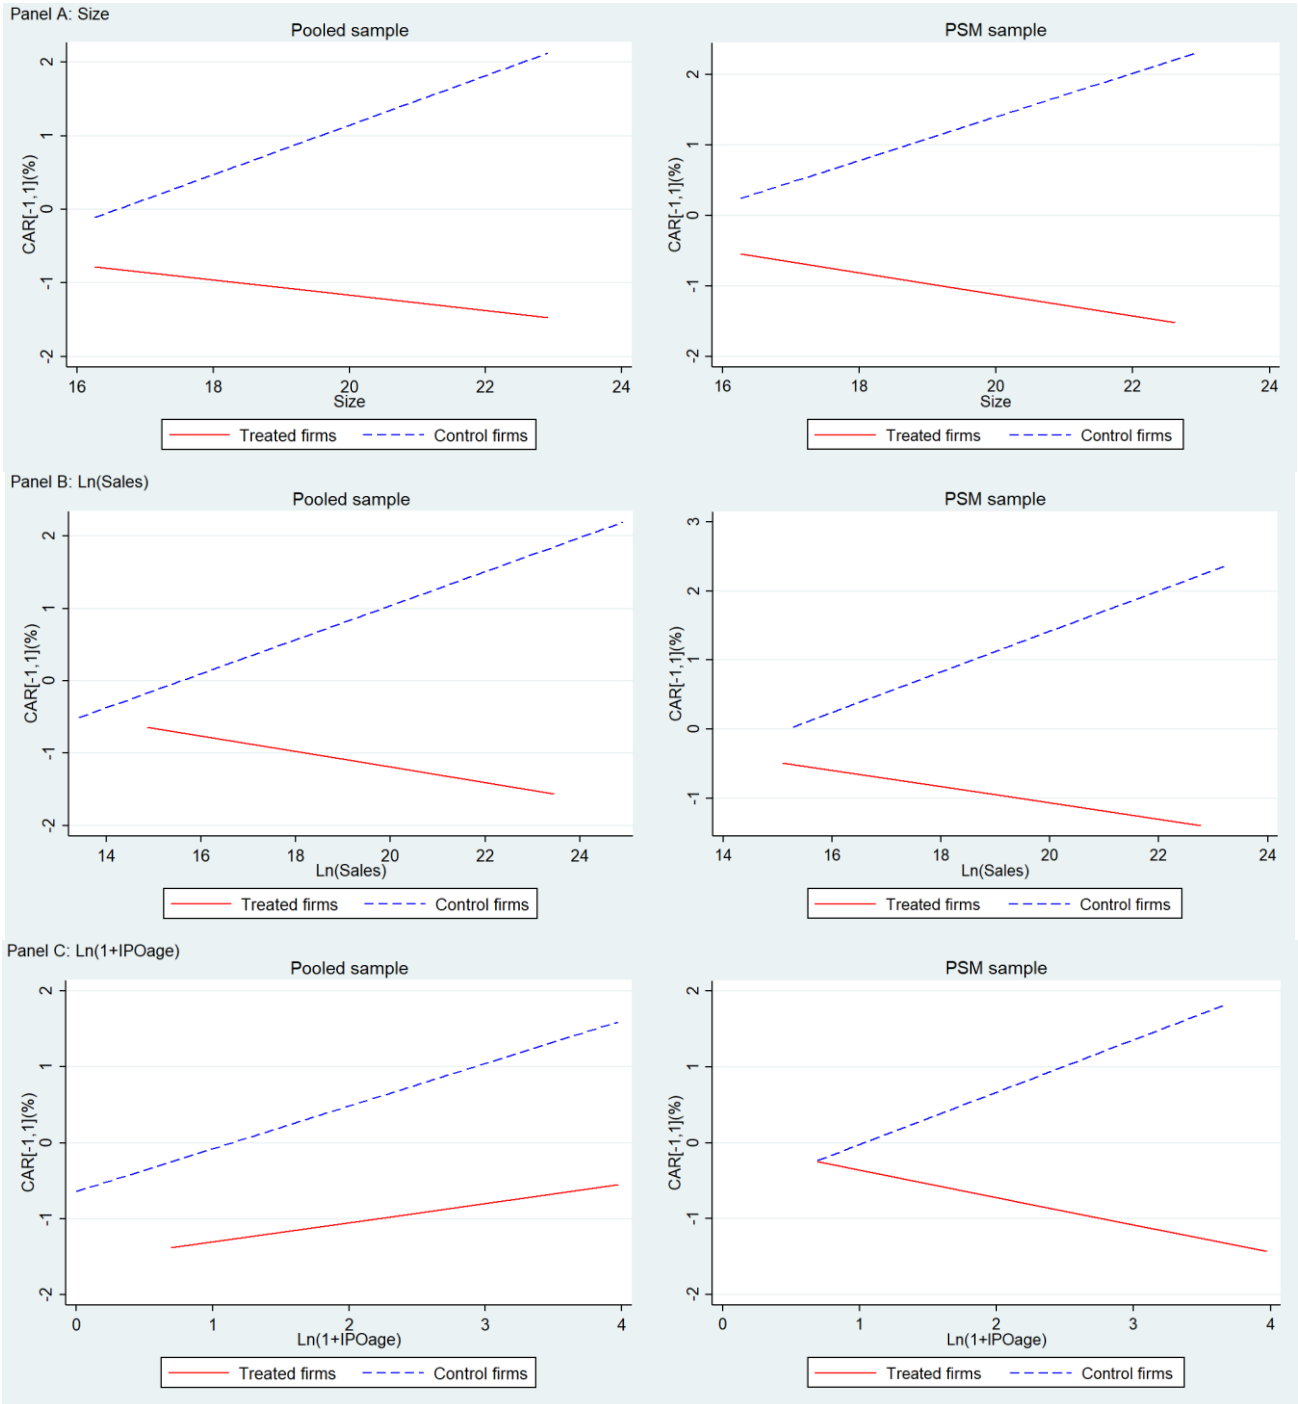 Panel A: Size
Pooled sample
CAR[-1,1](%)
2
1
0
-1
-2
16 18 20 22 24
Size
Treated firms Control firms
PSM sample
CAR[-1,1](%)
2
1
0
-1
-2
16 18 20 22 24
Size
Treated firms Control firms
Panel B: Ln(Sales)
Pooled sample
CAR[-1,1](%)
2
1
0
-1
-2
14 16 18 20 22 24
Ln(Sales)
Treated firms Control firms
PSM sample
CAR[-1,1](%)
3
2
1
0
-1
14 16 18 20 22 24
Ln(Sales)
Treated firms Control firms
Panel C: Ln(1+IPOage)
Pooled sample
CAR[-1,1](%)
2
1
0
-1
-2
0 1 2 3 4
Ln(1+IPOage)
Treated firms Control firms
PSM sample
CAR[-1,1](%)
2
1
0
-1
-2
0 1 2 3 4
Ln(1+IPOage)
Treated firms Control firms